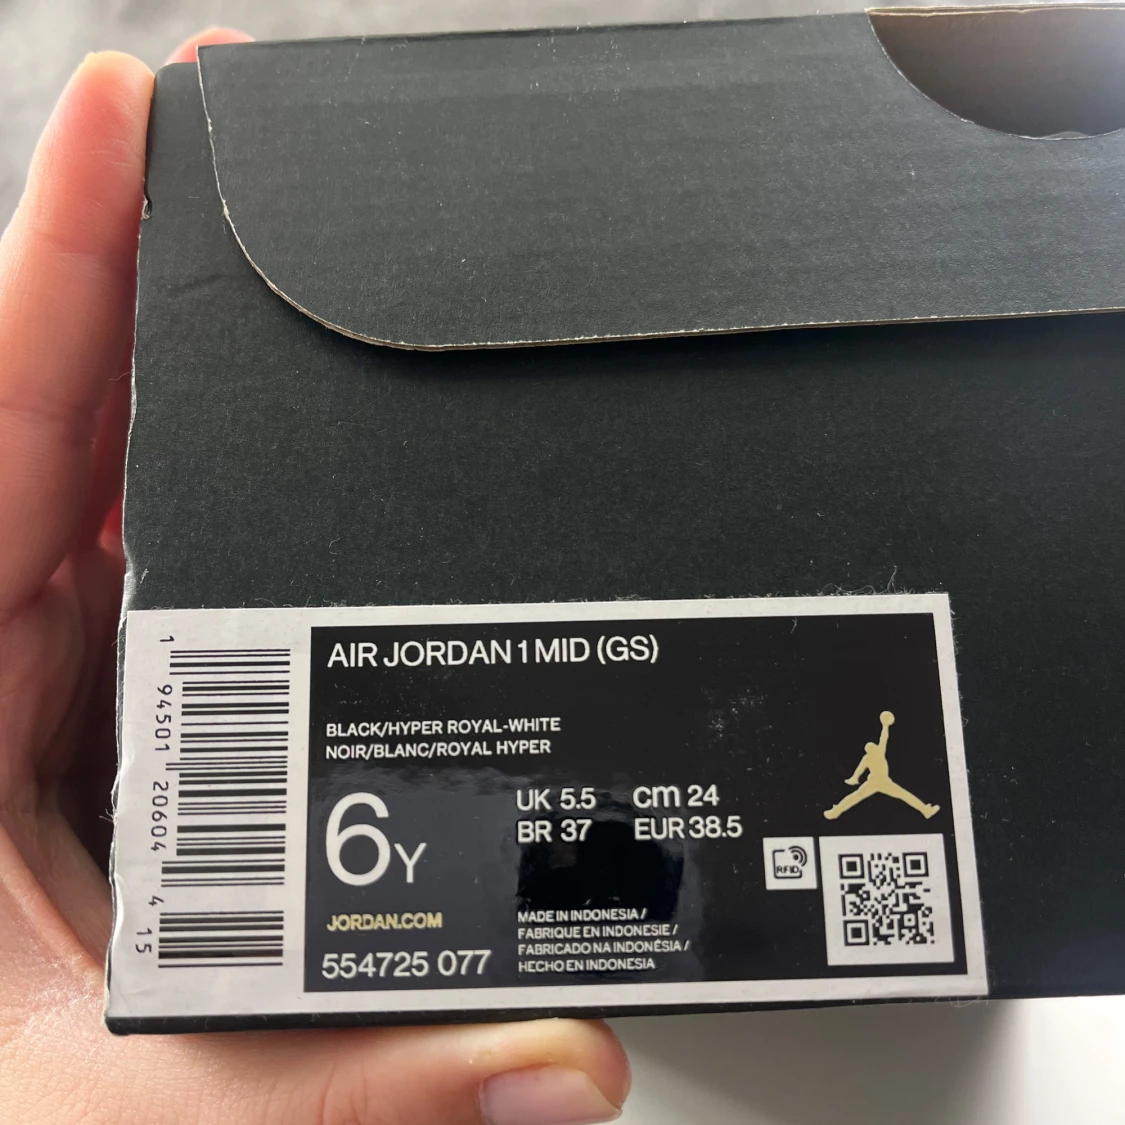 AIR JORDAN 1 MID (GS)
BLACK/HYPER ROYAL-WHITE
NOIR/BLANC/ROYAL HYPER
6Y
UK 5.5 cm 24
BR 37 EUR 38.5
RFID
JORDAN.COM
554725 077
MADE IN INDONESIA /
FABRIQUE EN INDONESIE /
FABRICADO NA INDONÉSIA /
HECHO EN INDONESIA
1 94501 20604 4 15